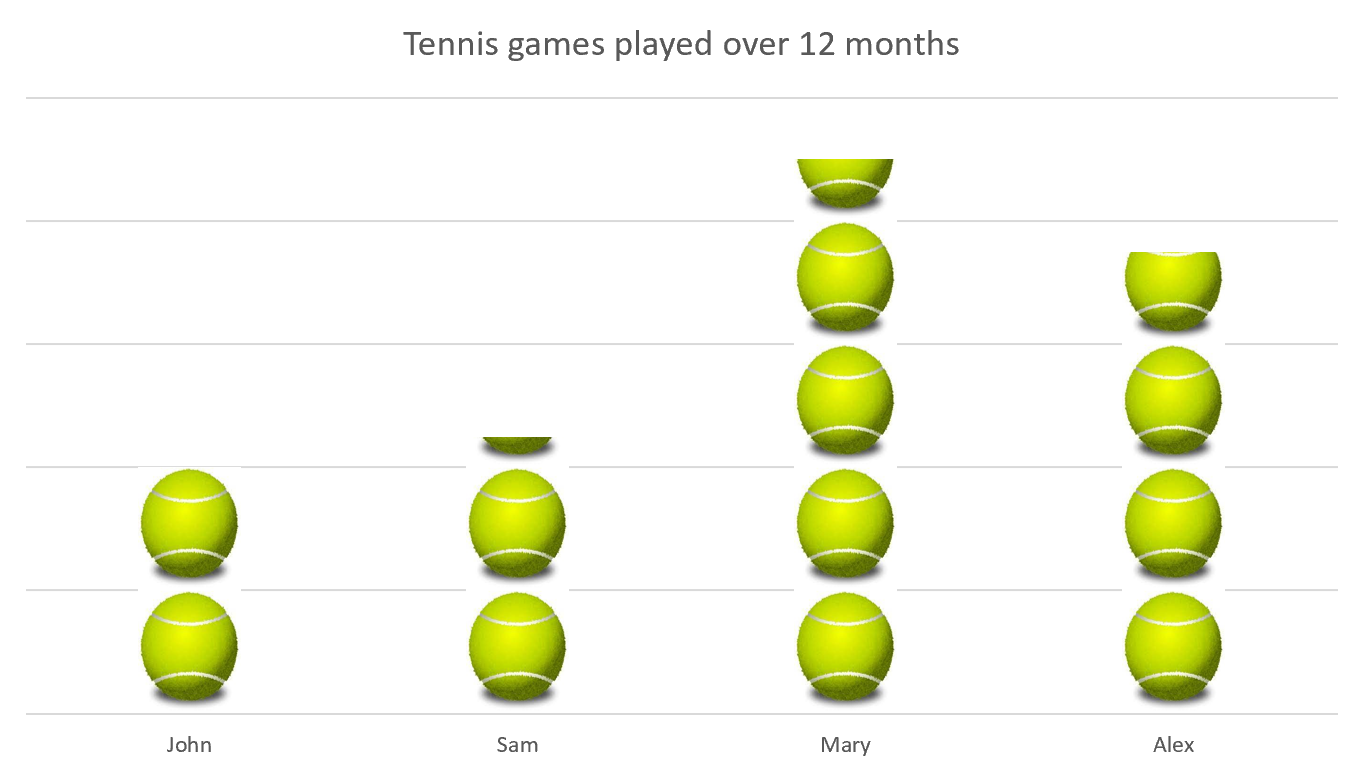 Tennis games played over 12 months
John
Sam
Mary
Alex